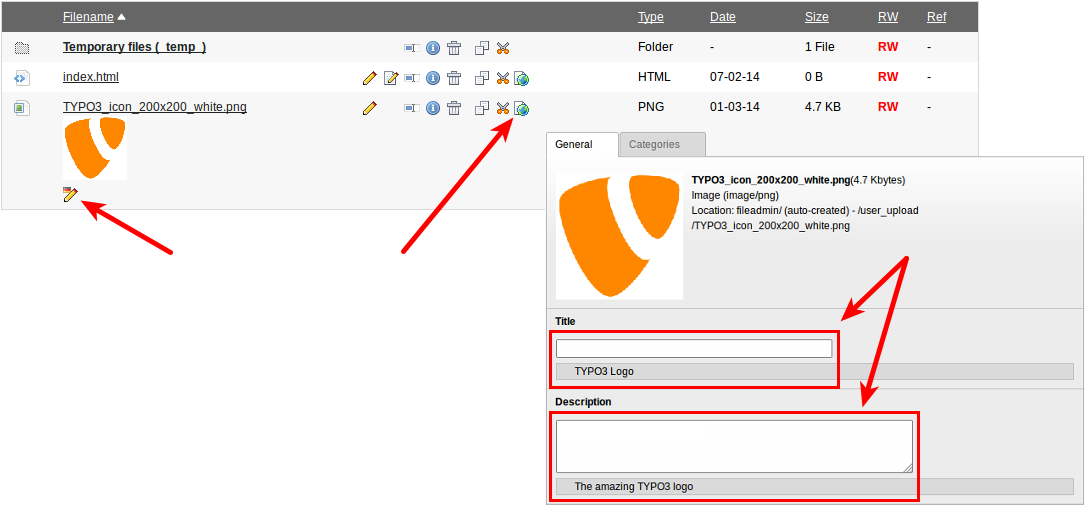 Filename Type Date Size RW Ref
Temporary files (_temp_) Folder - 1 File RW -
index.html HTML 07-02-14 0 B RW -
TYPO3_icon_200x200_white.png PNG 01-03-14 4.7 KB RW -
General Categories
TYPO3_icon_200x200_white.png(4.7 Kbytes)
Image (image/png)
Location: fileadmin/ (auto-created) - /user_upload
/TYPO3_icon_200x200_white.png
Title
TYPO3 Logo
Description
The amazing TYPO3 logo